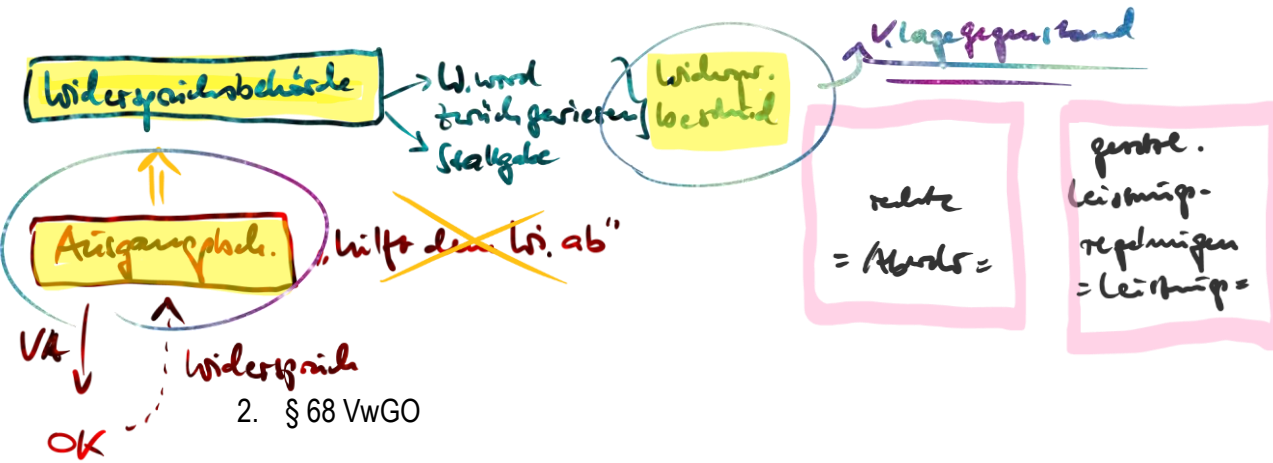 Klagegegenstand
Widerspruchsbehörde
W. wird
zurückgewiesen
Stattgabe
Widerspr.
bescheid
Ausgangsbeh.
"hilft dem Wi. ab"
VA
Widerspruch
OK
2. § 68 VwGO
rechte
= Abwehr =
Leistungs-
regelungen
= Leistungs =